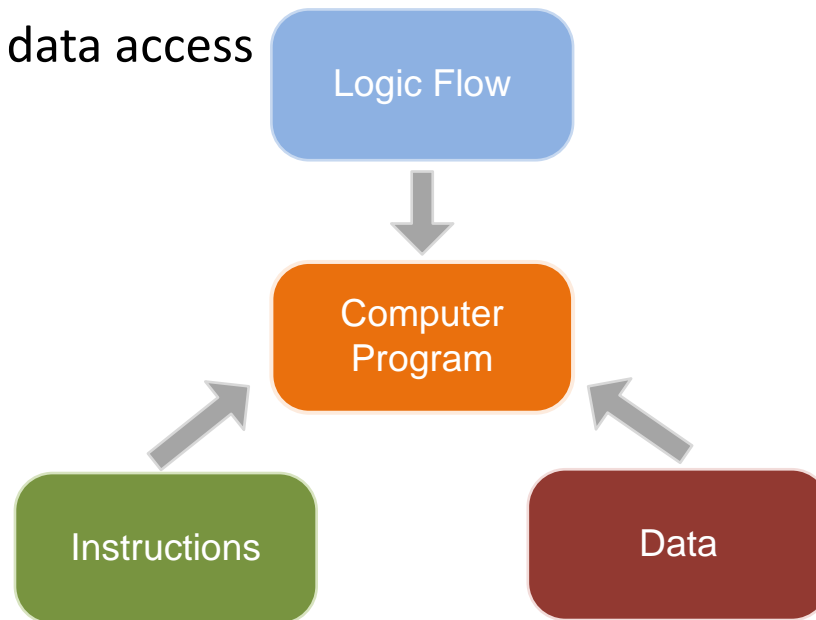 data access
Logic Flow
Computer
Program
Instructions
Data